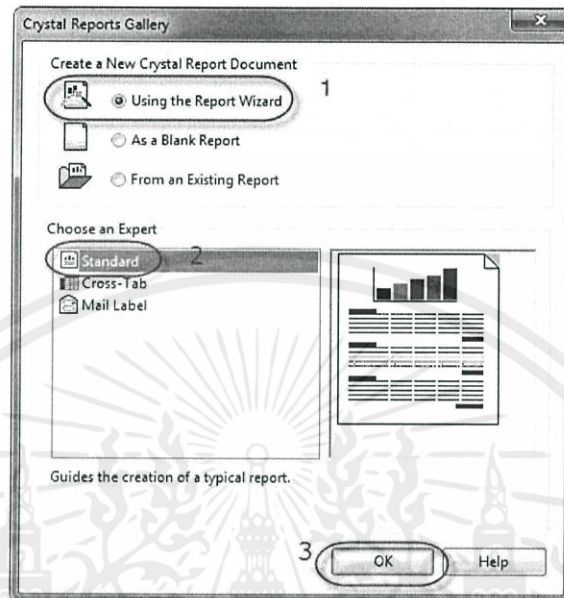 Crystal Reports Gallery
Create a New Crystal Report Document
Using the Report Wizard 1
As a Blank Report
From an Existing Report
Choose an Expert
Standard 2
Cross-Tab
Mail Label
Guides the creation of a typical report.
3 OK Help